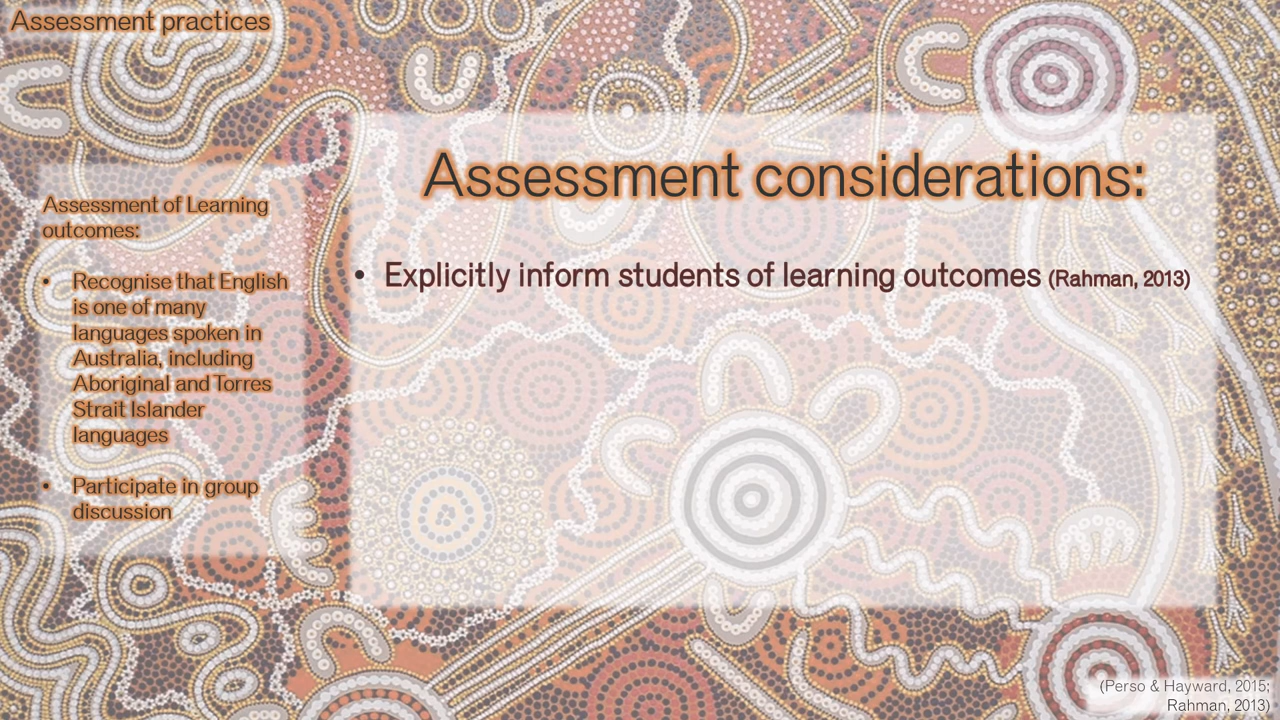 Assessment practices
Assessment of Learning
outcomes:
• Recognise that English
is one of many
languages spoken in
Australia, including
Aboriginal and Torres
Strait Islander
languages
• Participate in group
discussion
Assessment considerations:
• Explicitly inform students of learning outcomes (Rahman, 2013)
(Perso & Hayward, 2015;
Rahman, 2013)